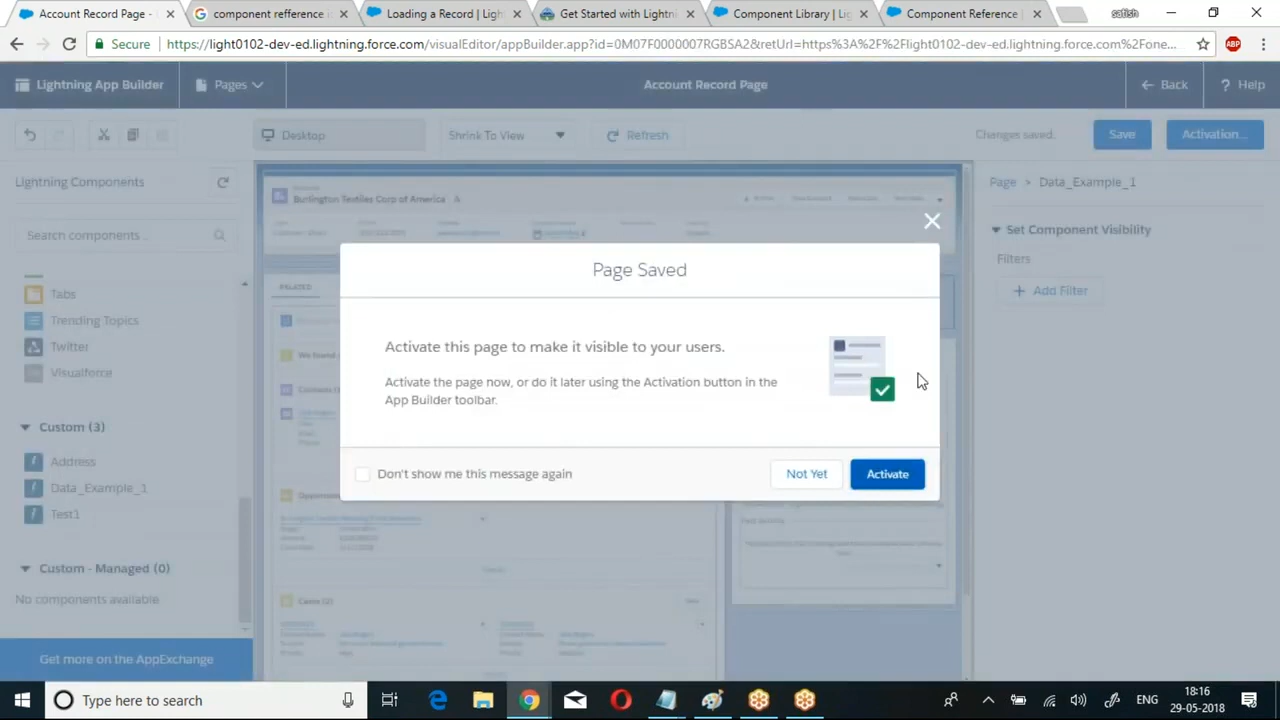 Account Record Page -
component refference i
Loading a Record | Ligh
Get Started with Lightni
Component Library | Lig
Component Reference |
satish
Secure
https://light0102-dev-ed.lightning.force.com/visualEditor/appBuilder.app?id=0M07F0000007RGBSA2&retUrl=https%3A%2F%2Flight0102-dev-ed.lightning.force.com%2Fone...
ABP
Lightning App Builder
Pages
Account Record Page
Back
? Help
Desktop
Shrink To View
Refresh
Changes saved.
Save
Activation...
Lightning Components
Page > Data_Example_1
Burlington Textiles Corp of America
Search components...
Set Component Visibility
Filters
+ Add Filter
RELATED
Page Saved
Tabs
Trending Topics
Twitter
Visualforce
Activate this page to make it visible to your users.
Activate the page now, or do it later using the Activation button in the
App Builder toolbar.
Custom (3)
Address
Data_Example_1
Test1
Don't show me this message again
Not Yet
Activate
Custom - Managed (0)
No components available
Cases (2)
Get more on the AppExchange
Type here to search
ENG
18:16
29-05-2018